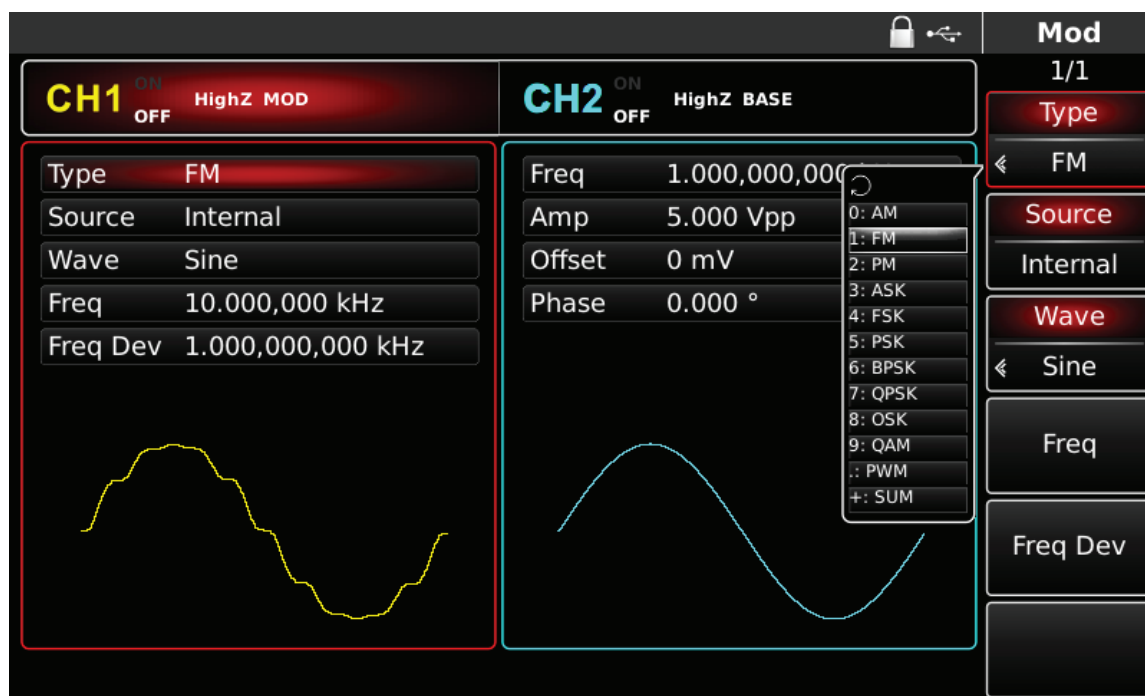 Mod
1/1
CH1 ON OFF HighZ MOD
CH2 ON OFF HighZ BASE
Type FM
Source Internal
Wave Sine
Freq 10.000,000 kHz
Freq Dev 1.000,000,000 kHz
Freq 1.000,000,000
Amp 5.000 Vpp
Offset 0 mV
Phase 0.000 °
0: AM
1: FM
2: PM
3: ASK
4: FSK
5: PSK
6: BPSK
7: QPSK
8: OSK
9: QAM
.: PWM
+: SUM
Type
FM
Source
Internal
Wave
Sine
Freq
Freq Dev